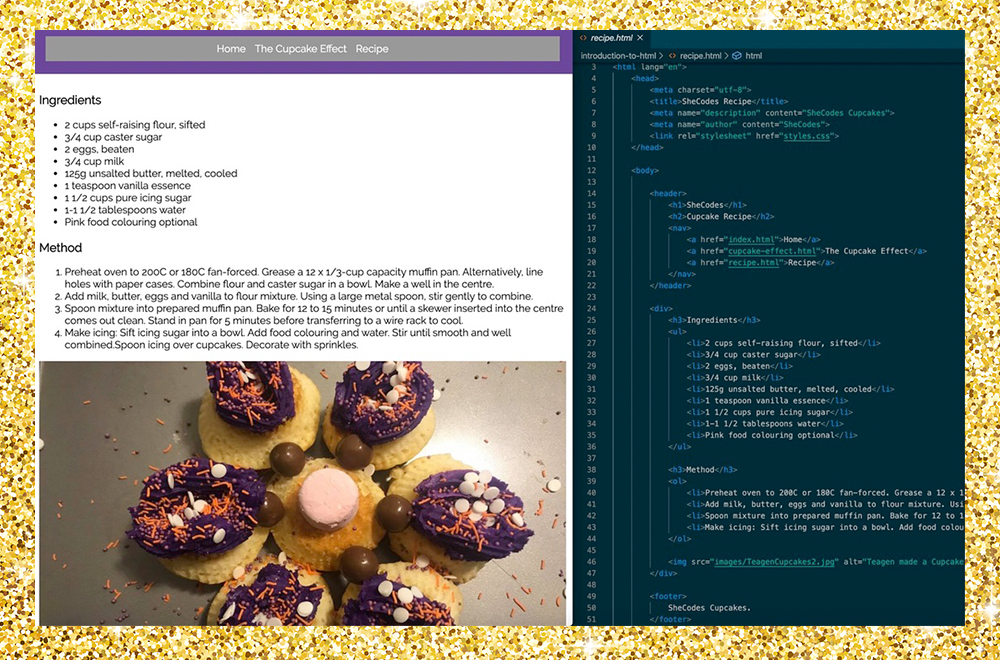 Home The Cupcake Effect Recipe
Ingredients
• 2 cups self-raising flour, sifted
• 3/4 cup caster sugar
• 2 eggs, beaten
• 3/4 cup milk
• 125g unsalted butter, melted, cooled
• 1 teaspoon vanilla essence
• 1 1/2 cups pure icing sugar
• 1-1 1/2 tablespoons water
• Pink food colouring optional
Method
1. Preheat oven to 200C or 180C fan-forced. Grease a 12 x 1/3-cup capacity muffin pan. Alternatively, line
holes with paper cases. Combine flour and caster sugar in a bowl. Make a well in the centre.
2. Add milk, butter, eggs and vanilla to flour mixture. Using a large metal spoon, stir gently to combine.
3. Spoon mixture into prepared muffin pan. Bake for 12 to 15 minutes or until a skewer inserted into the centre
comes out clean. Stand in pan for 5 minutes before transferring to a wire rack to cool.
4. Make icing: Sift icing sugar into a bowl. Add food colouring and water. Stir until smooth and well
combined.Spoon icing over cupcakes. Decorate with sprinkles.
<> recipe.html ×
introduction-to-html > <> recipe.html > html
3 <html lang="en">
4 <head>
5 <meta charset="utf-8">
6 <title>SheCodes Recipe</title>
7 <meta name="description" content="SheCodes Cupcakes">
8 <meta name="author" content="SheCodes">
9 <link rel="stylesheet" href="styles.css">
10 </head>
11
12 <body>
13
14 <header>
15 <h1>SheCodes</h1>
16 <h2>Cupcake Recipe</h2>
17 <nav>
18 <a href="index.html">Home</a>
19 <a href="cupcake-effect.html">The Cupcake Effect</a>
20 <a href="recipe.html">Recipe</a>
21 </nav>
22 </header>
23
24 <div>
25 <h3>Ingredients</h3>
26 <ul>
27 <li>2 cups self-raising flour, sifted</li>
28 <li>3/4 cup caster sugar</li>
29 <li>2 eggs, beaten</li>
30 <li>3/4 cup milk</li>
31 <li>125g unsalted butter, melted, cooled</li>
32 <li>1 teaspoon vanilla essence</li>
33 <li>1 1/2 cups pure icing sugar</li>
34 <li>1-1 1/2 tablespoons water</li>
35 <li>Pink food colouring optional</li>
36 </ul>
37
38 <h3>Method</h3>
39 <ol>
40 <li>Preheat oven to 200C or 180C fan-forced. Grease a 12 x 1
41 <li>Add milk, butter, eggs and vanilla to flour mixture. Usi
42 <li>Spoon mixture into prepared muffin pan. Bake for 12 to 1
43 <li>Make icing: Sift icing sugar into a bowl. Add food colou
44 </ol>
45
46 <img src="images/TeagenCupcakes2.jpg" alt="Teagen made a Cupcake
47 </div>
48
49 <footer>
50 SheCodes Cupcakes.
51 </footer>